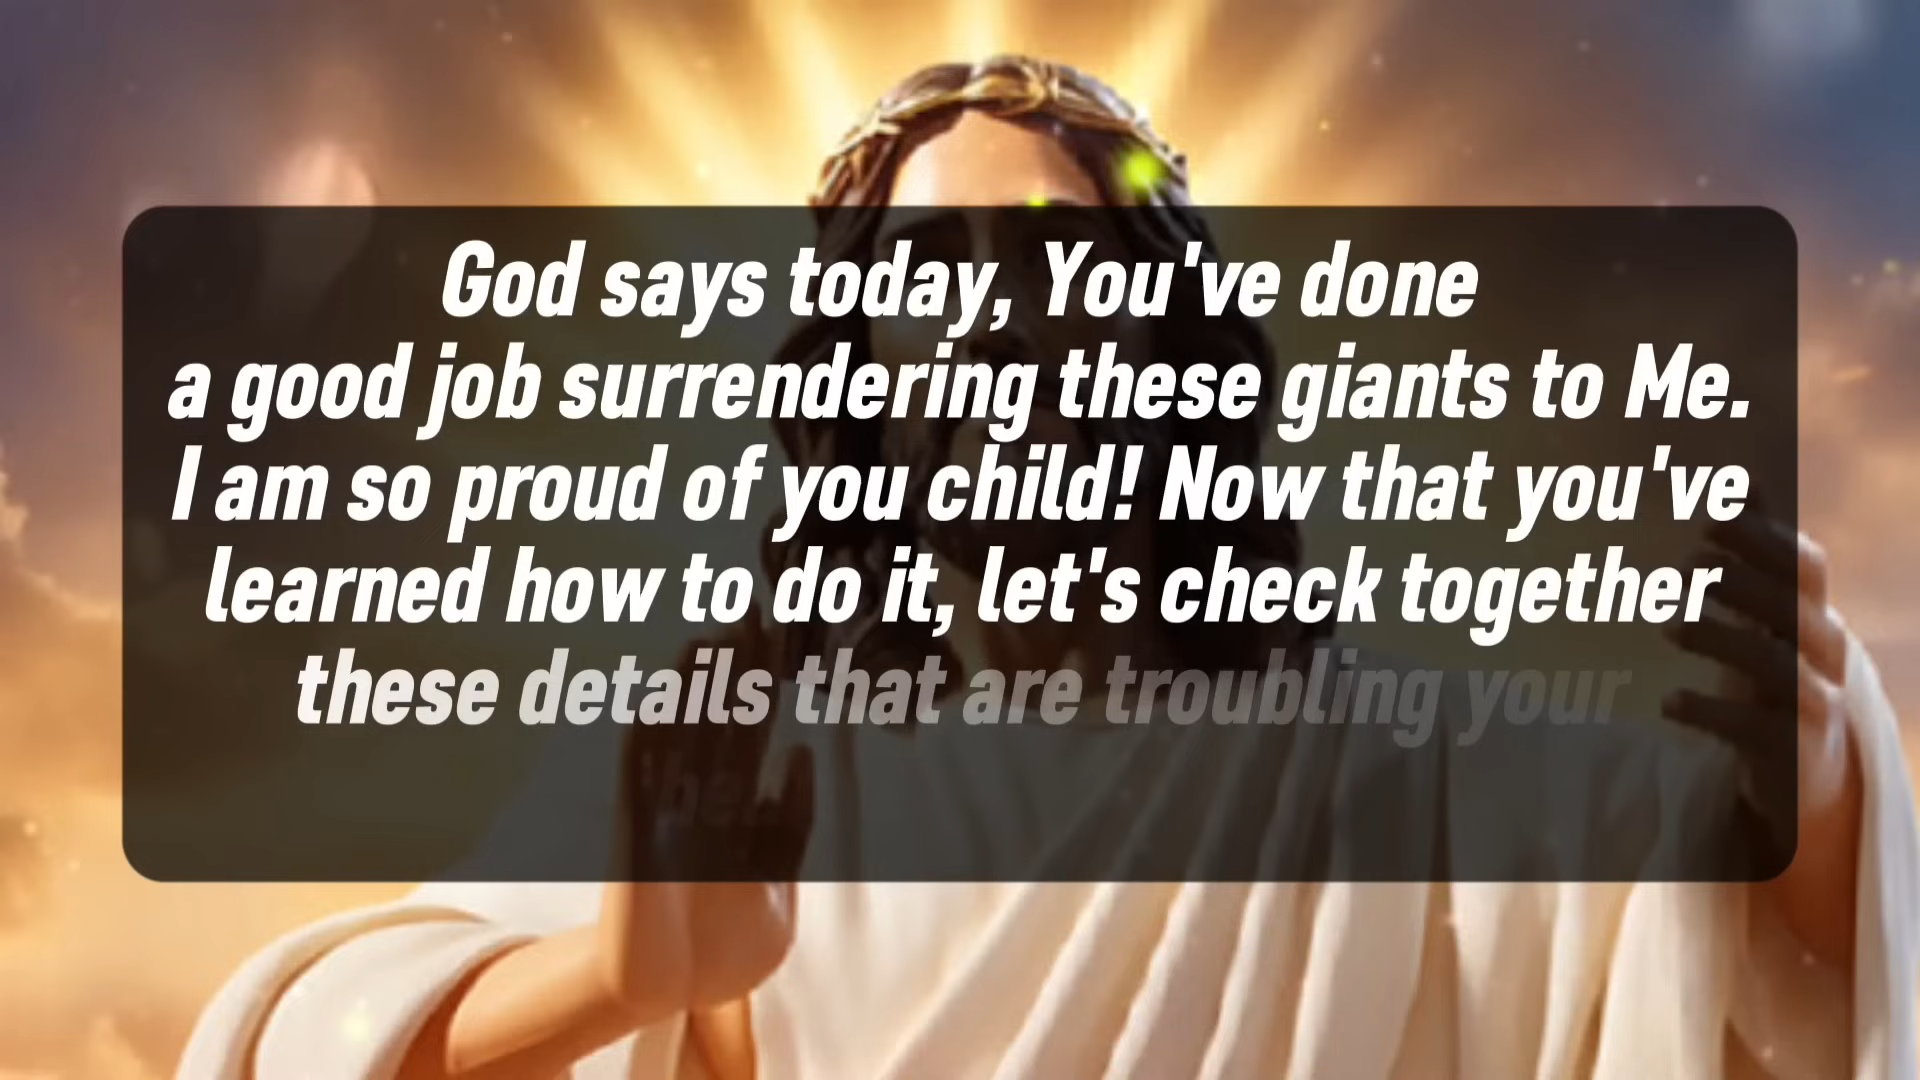 God says today, You've done
a good job surrendering these giants to Me.
I am so proud of you child! Now that you've
learned how to do it, let's check together
these details that are troubling your